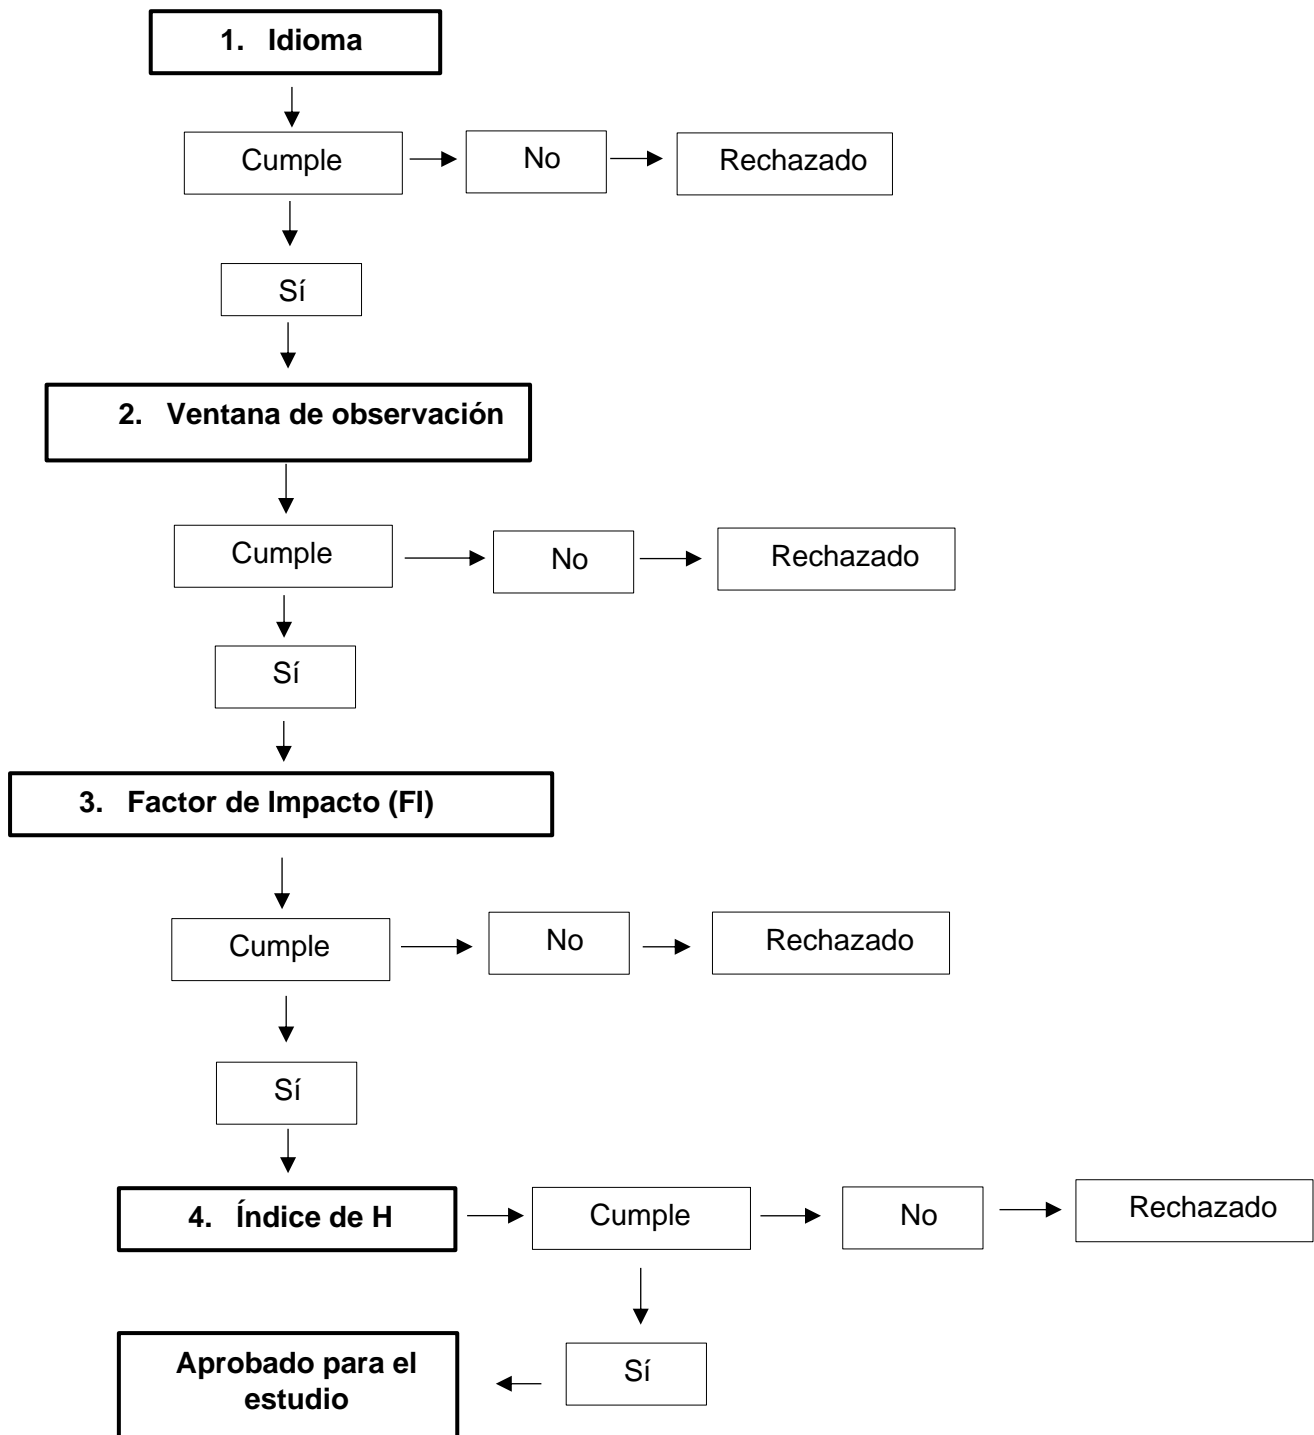 1. Idioma
Cumple
No
Rechazado
Sí
2. Ventana de observación
Cumple
No
Rechazado
Sí
3. Factor de Impacto (FI)
Cumple
No
Rechazado
Sí
4. Índice de H
Cumple
No
Rechazado
Sí
Aprobado para el
estudio